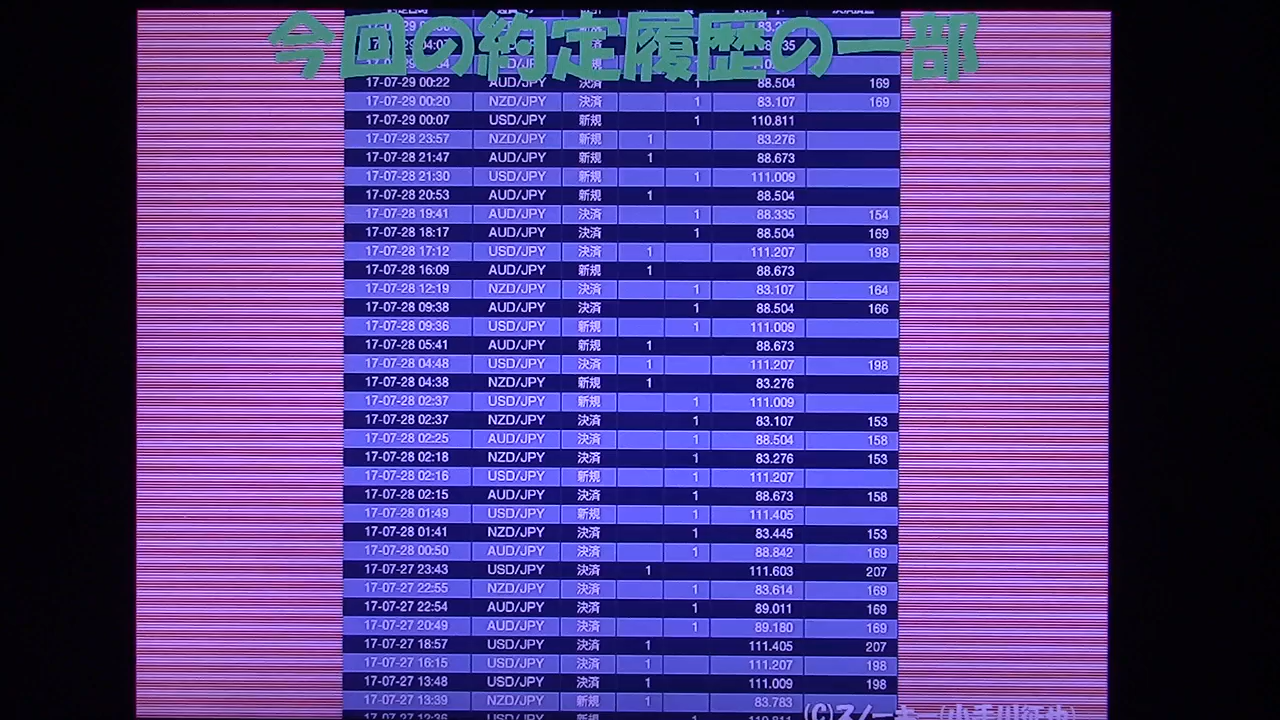 今回の約定履歴の一部
17-07-29 00:22 AUD/JPY 決済 1 88.504 169
17-07-29 00:20 NZD/JPY 決済 1 83.107 169
17-07-29 00:07 USD/JPY 新規 1 110.811
17-07-28 23:57 NZD/JPY 新規 1 83.276
17-07-28 21:47 AUD/JPY 新規 1 88.673
17-07-28 21:30 USD/JPY 新規 1 111.009
17-07-28 20:53 AUD/JPY 新規 1 88.504
17-07-28 19:41 AUD/JPY 決済 1 88.335 154
17-07-28 18:17 AUD/JPY 決済 1 88.504 169
17-07-28 17:12 USD/JPY 決済 1 111.207 198
17-07-28 16:09 AUD/JPY 新規 1 88.673
17-07-28 12:19 NZD/JPY 決済 1 83.107 164
17-07-28 09:38 AUD/JPY 決済 1 88.504 166
17-07-28 09:36 USD/JPY 新規 1 111.009
17-07-28 05:41 AUD/JPY 新規 1 88.673
17-07-28 04:48 USD/JPY 決済 1 111.207 198
17-07-28 04:38 NZD/JPY 新規 1 83.276
17-07-28 02:37 USD/JPY 新規 1 111.009
17-07-28 02:37 NZD/JPY 決済 1 83.107 153
17-07-28 02:25 AUD/JPY 決済 1 88.504 158
17-07-28 02:18 NZD/JPY 決済 1 83.276 153
17-07-28 02:16 USD/JPY 新規 1 111.207
17-07-28 02:15 AUD/JPY 決済 1 88.673 158
17-07-28 01:49 USD/JPY 新規 1 111.405
17-07-28 01:41 NZD/JPY 決済 1 83.445 153
17-07-28 00:50 AUD/JPY 決済 1 88.842 169
17-07-27 23:43 USD/JPY 決済 1 111.603 207
17-07-27 22:55 NZD/JPY 決済 1 83.614 169
17-07-27 22:54 AUD/JPY 決済 1 89.011 169
17-07-27 20:49 AUD/JPY 決済 1 89.180 169
17-07-27 18:57 USD/JPY 決済 1 111.405 207
17-07-27 16:15 USD/JPY 決済 1 111.207 198
17-07-27 13:48 USD/JPY 決済 1 111.009 198
17-07-27 13:39 NZD/JPY 新規 1 83.783